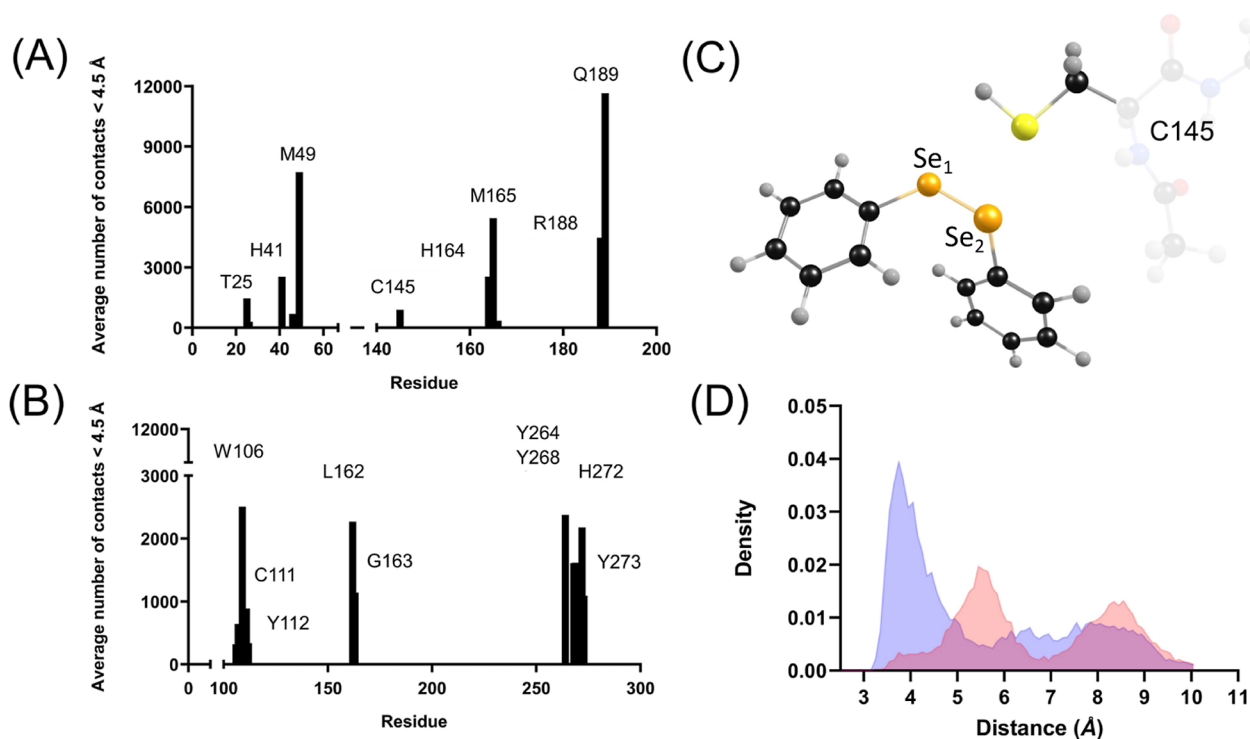 (A)
Average number of contacts < 4.5 Å
12000
9000
6000
3000
0
T25
H41
M49
C145
H164
M165
R188
Q189
0 20 40 60 140 160 180 200
Residue
(B)
Average number of contacts < 4.5 Å
12000
3000
2000
1000
0
W106
C111
Y112
L162
G163
Y264
Y268
H272
Y273
0 100 150 200 250 300
Residue
(C)
Se1
Se2
C145
(D)
Density
0.05
0.04
0.03
0.02
0.01
0.00
3 4 5 6 7 8 9 10 11
Distance (Å)